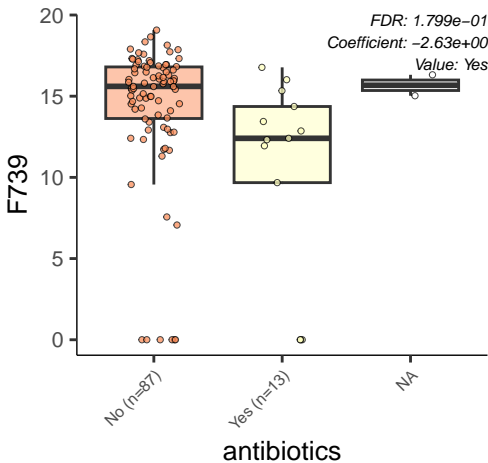 FDR: 1.799e−01
Coefficient: −2.63e+00
Value: Yes
20
15
10
5
0
F739
No (n=87)
Yes (n=13)
NA
antibiotics